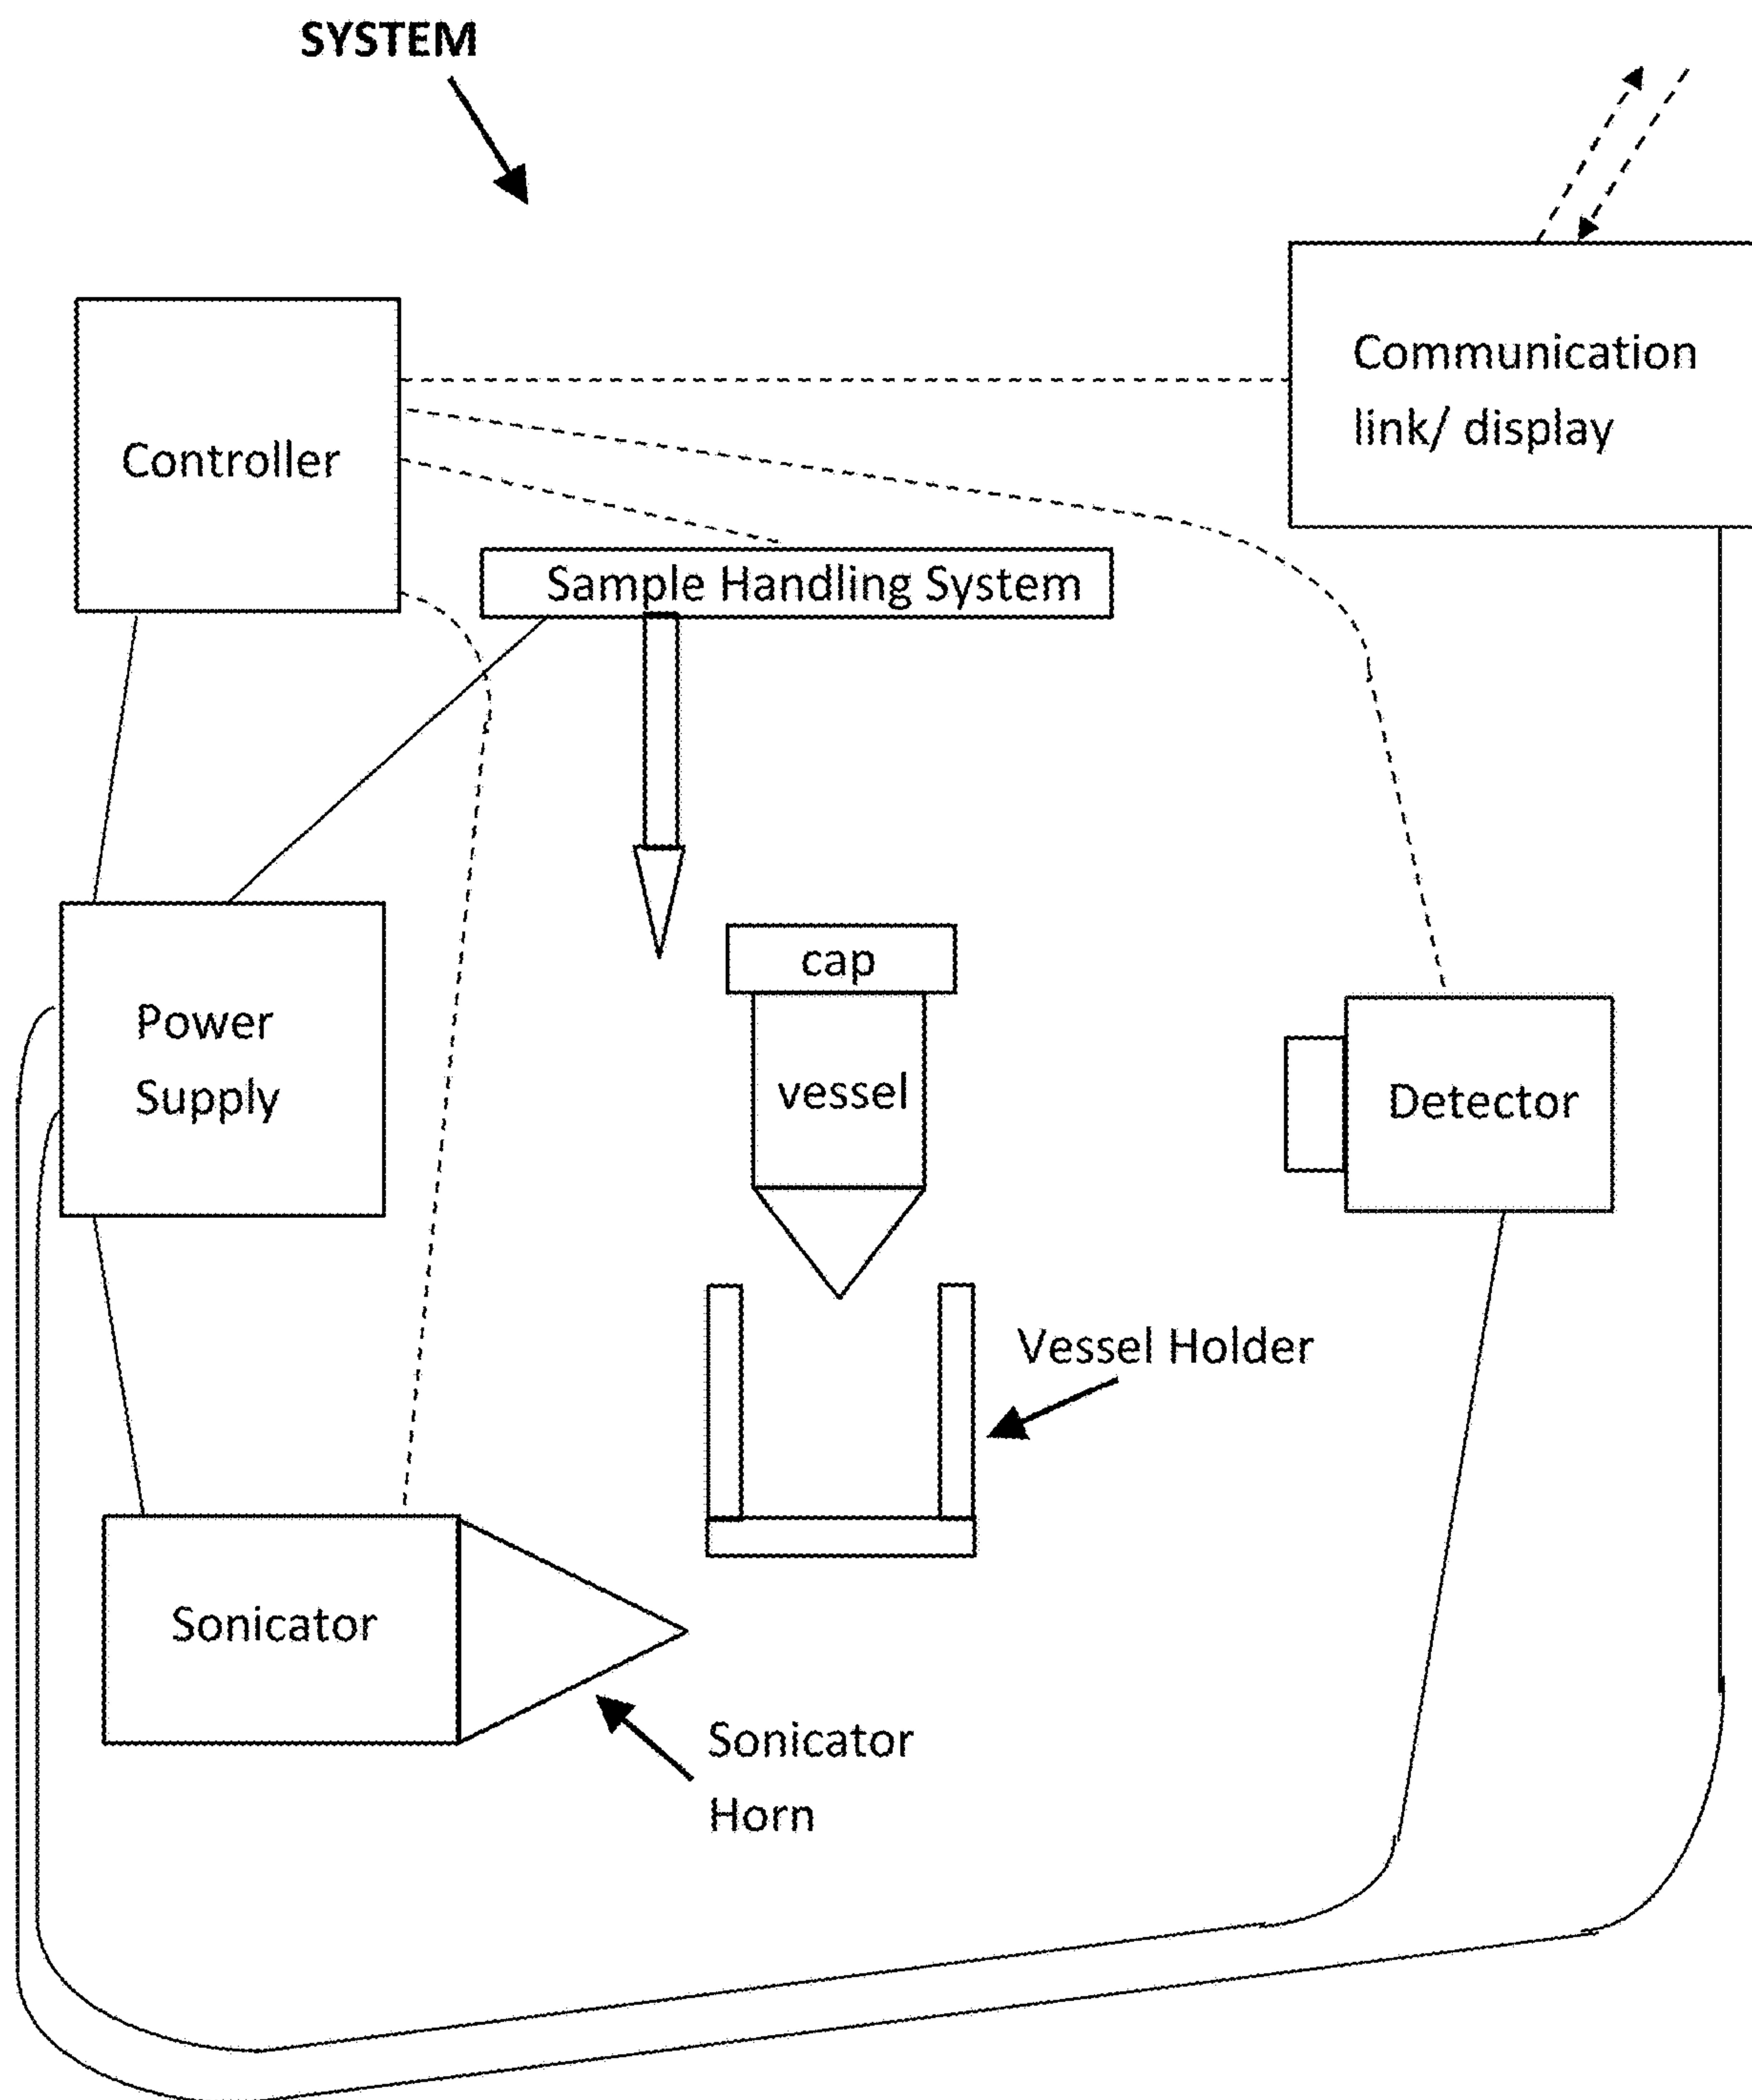 SYSTEM
Communication
link/ display
Controller
Sample Handling System
cap
Power
Supply
vessel
Detector
Vessel Holder
Sonicator
Sonicator
Horn